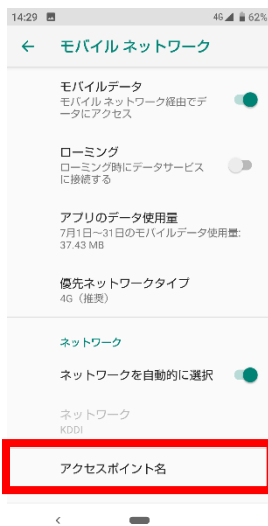 14:29 4G 62%
← モバイル ネットワーク
モバイルデータ
モバイル ネットワーク経由でデ
ータにアクセス
ローミング
ローミング時にデータサービス
に接続する
アプリのデータ使用量
7月1日～31日のモバイルデータ使用量:
37.43 MB
優先ネットワークタイプ
4G（推奨）
ネットワーク
ネットワークを自動的に選択
ネットワーク
KDDI
アクセスポイント名